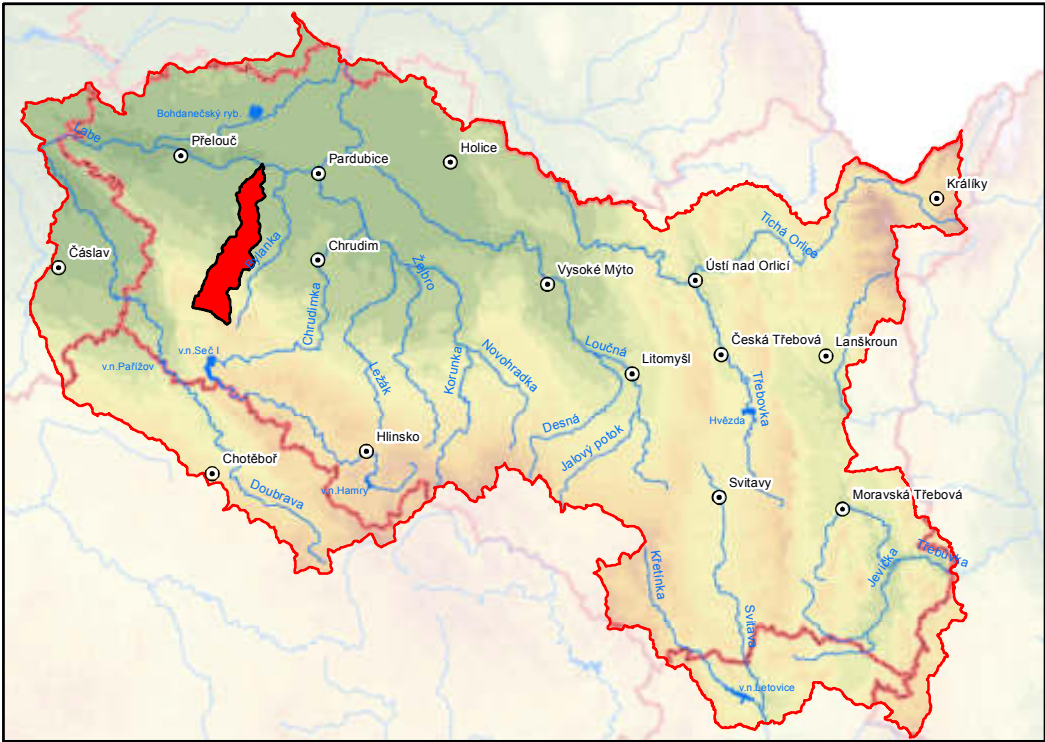 Bohdanečský ryb.
Labe
Přelouč
Pardubice
Holice
Králíky
Tichá Orlice
Čáslav
Bylanka
Chrudim
Žejbro
Vysoké Mýto
Ústí nad Orlicí
Chrudimka
v.n.Seč I
v.n.Pařížov
Ležák
Korunka
Novohradka
Loučná
Litomyšl
Česká Třebová
Lanškroun
Třebovka
Hvězda
Desná
Jalový potok
Hlinsko
Chotěboř
v.n.Hamry
Doubrava
Svitavy
Moravská Třebová
Křetínka
Jevíčka
Třebůvka
Svitava
v.n.Letovice